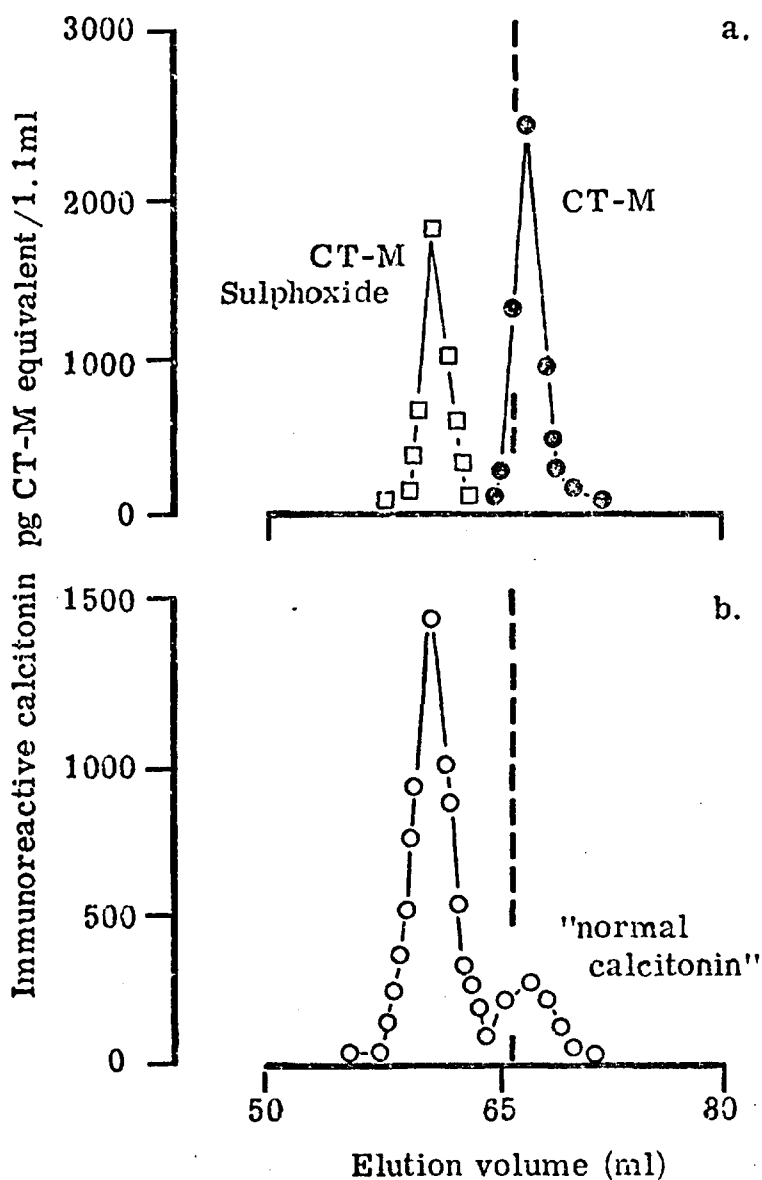 a.
3000
2000
1000
0
CT-M
Sulphoxide
CT-M
Immunoreactive calcitonin pg CT-M equivalent/1.1ml
b.
1500
1000
500
0
"normal
calcitonin"
50
65
80
Elution volume (ml)